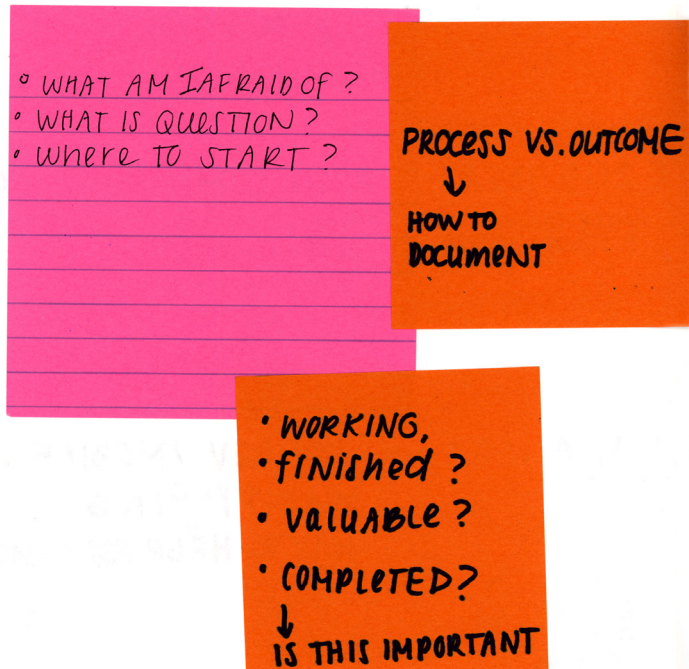 • WHAT AM I AFRAID OF?
• WHAT IS QUESTION?
• WHERE TO START?
PROCESS VS. OUTCOME
↓
HOW TO
DOCUMENT
• WORKING,
• FINISHED?
• VALUABLE?
• COMPLETED?
↓
IS THIS IMPORTANT